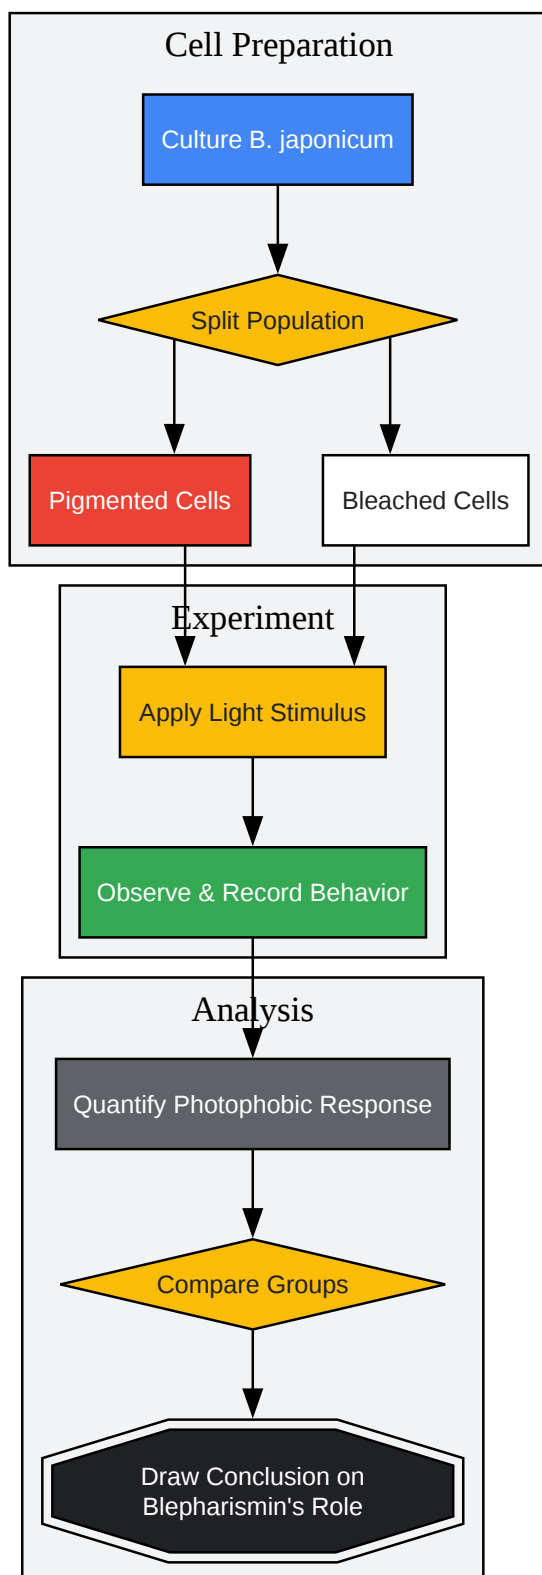 Cell Preparation
Culture B. japonicum
Split Population
Pigmented Cells
Bleached Cells
Experiment
Apply Light Stimulus
Observe & Record Behavior
Analysis
Quantify Photophobic Response
Compare Groups
Draw Conclusion on
Blepharismin's Role